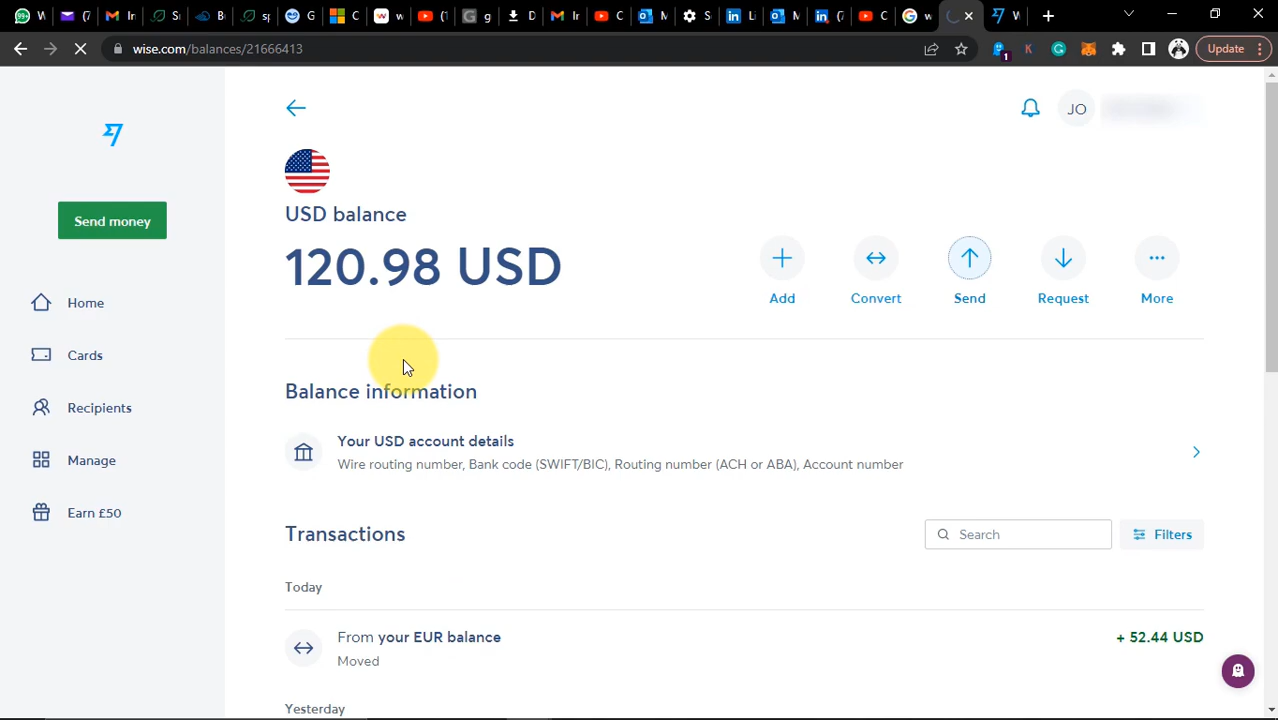 99+
wise.com/balances/21666413
1
K
Update
JO
Send money
USD balance
120.98 USD
Add
Convert
Send
Request
More
Home
Cards
Recipients
Manage
Earn £50
Balance information
Your USD account details
Wire routing number, Bank code (SWIFT/BIC), Routing number (ACH or ABA), Account number
Transactions
Search
Filters
Today
From your EUR balance
+ 52.44 USD
Moved
Yesterday